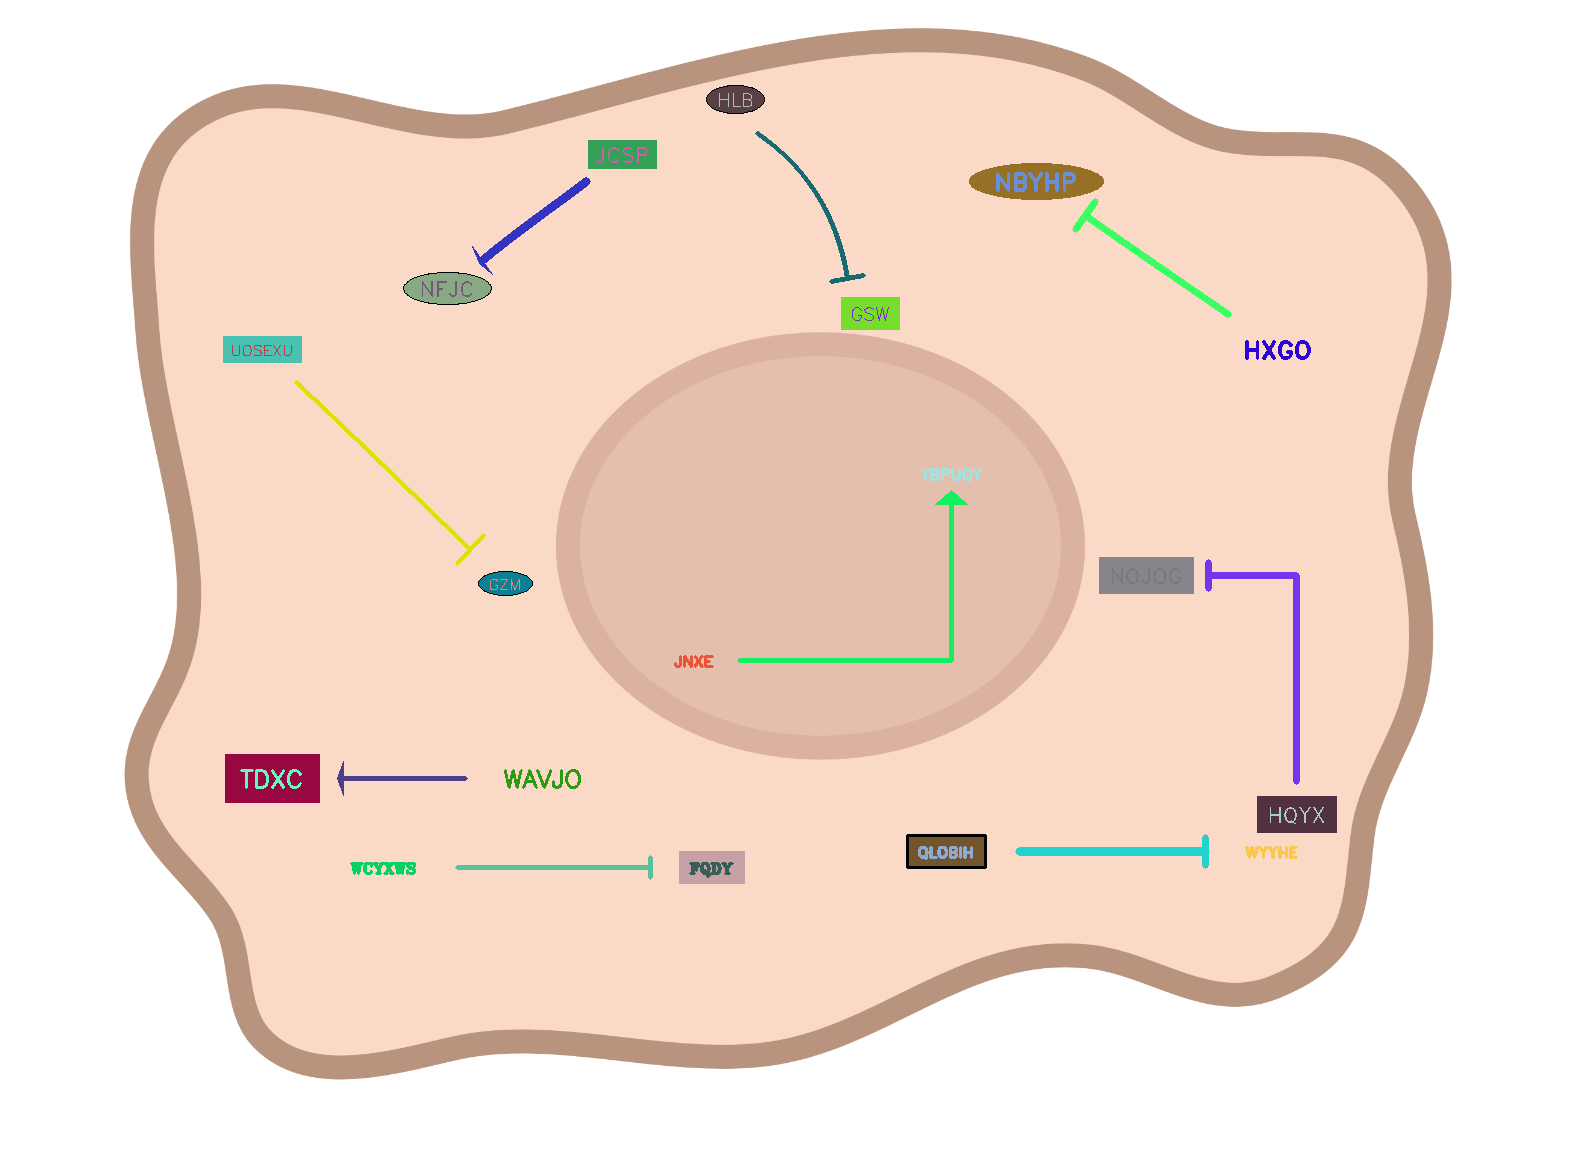 HLB
JCSP
NBYHP
NFJC
GSW
UOSEXU
HXGO
YBPUQY
NOJOG
GZM
JNXE
TDXC
WAVJO
HQYX
QLOBIH
WYYHE
WCYXWS
FQDY